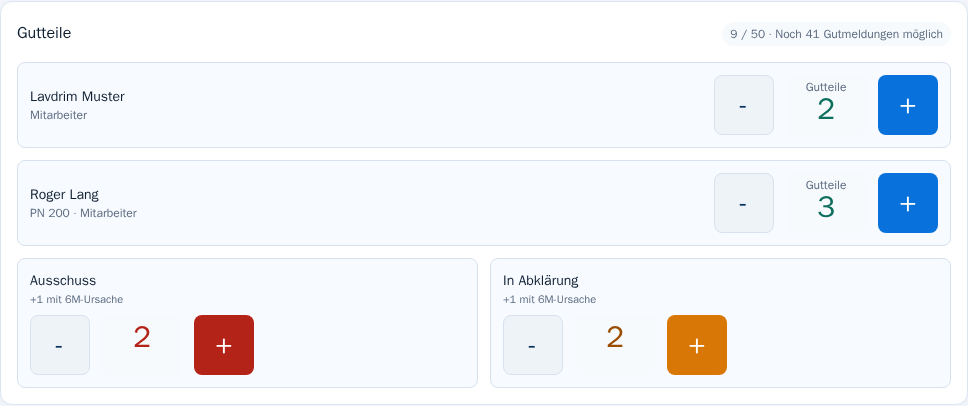 Gutteile
9 / 50 · Noch 41 Gutmeldungen möglich
Lavdrim Muster
Mitarbeiter
-
Gutteile
2
+
Roger Lang
PN 200 · Mitarbeiter
-
Gutteile
3
+
Ausschuss
+1 mit 6M-Ursache
-
2
+
In Abklärung
+1 mit 6M-Ursache
-
2
+